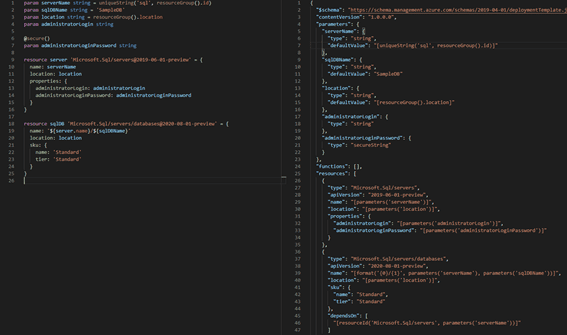 param serverName string = uniqueString('sql', resourceGroup().id)
param sqlDBName string = 'SampleDB'
param location string = resourceGroup().location
param administratorLogin string

@secure()
param administratorLoginPassword string

resource server 'Microsoft.Sql/servers@2019-06-01-preview' = {
  name: serverName
  location: location
  properties: {
    administratorLogin: administratorLogin
    administratorLoginPassword: administratorLoginPassword
  }
}

resource sqlDB 'Microsoft.Sql/servers/databases@2020-08-01-preview' = {
  name: '${server.name}/${sqlDBName}'
  location: location
  sku: {
    name: 'Standard'
    tier: 'Standard'
  }
}

{
  "$schema": "https://schema.management.azure.com/schemas/2019-04-01/deploymentTemplate.j
  "contentVersion": "1.0.0.0",
  "parameters": {
    "serverName": {
      "type": "string",
      "defaultValue": "[uniqueString('sql', resourceGroup().id)]"
    },
    "sqlDBName": {
      "type": "string",
      "defaultValue": "SampleDB"
    },
    "location": {
      "type": "string",
      "defaultValue": "[resourceGroup().location]"
    },
    "administratorLogin": {
      "type": "string"
    },
    "administratorLoginPassword": {
      "type": "secureString"
    }
  },
  "functions": [],
  "resources": [
    {
      "type": "Microsoft.Sql/servers",
      "apiVersion": "2019-06-01-preview",
      "name": "[parameters('serverName')]",
      "location": "[parameters('location')]",
      "properties": {
        "administratorLogin": "[parameters('administratorLogin')]",
        "administratorLoginPassword": "[parameters('administratorLoginPassword')]"
      }
    },
    {
      "type": "Microsoft.Sql/servers/databases",
      "apiVersion": "2020-08-01-preview",
      "name": "[format('{0}/{1}', parameters('serverName'), parameters('sqlDBName'))]",
      "location": "[parameters('location')]",
      "sku": {
        "name": "Standard",
        "tier": "Standard"
      },
      "dependsOn": [
        "[resourceId('Microsoft.Sql/servers', parameters('serverName'))]"
      ]